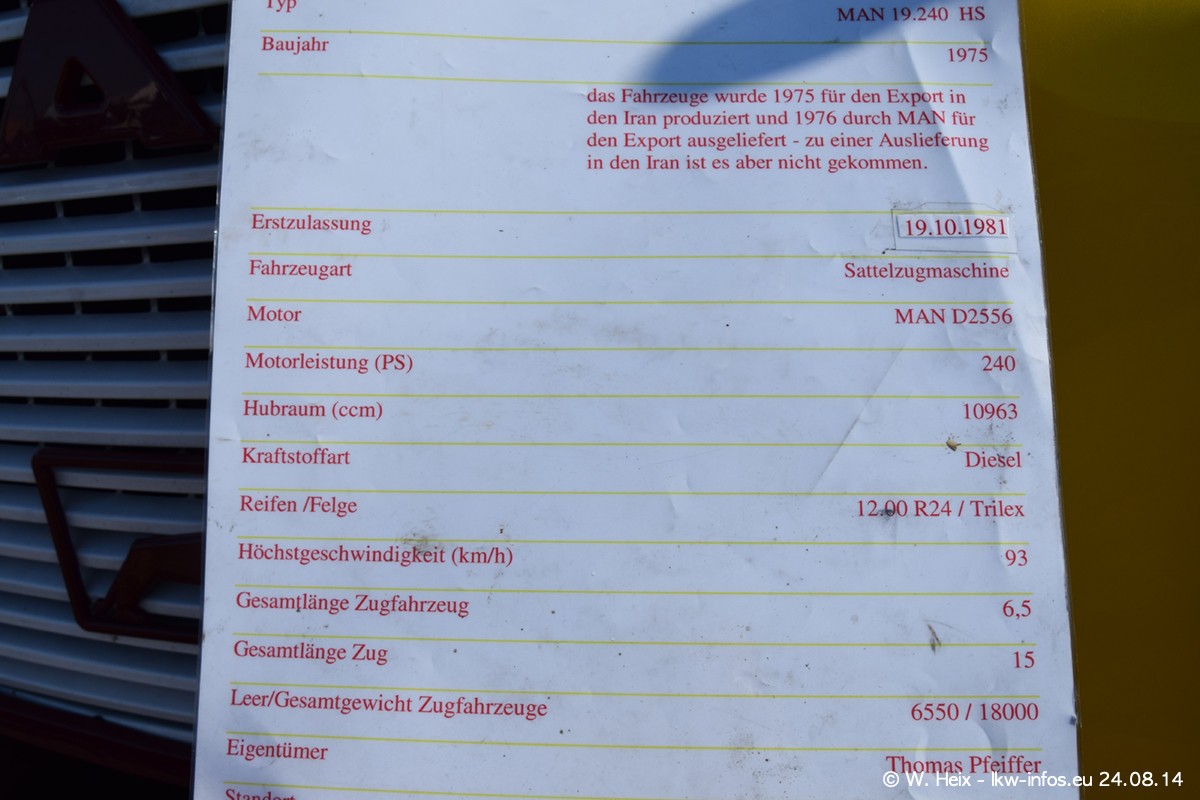 Typ MAN 19.240 HS
Baujahr 1975
das Fahrzeuge wurde 1975 für den Export in
den Iran produziert und 1976 durch MAN für
den Export ausgeliefert - zu einer Auslieferung
in den Iran ist es aber nicht gekommen.
Erstzulassung 19.10.1981
Fahrzeugart Sattelzugmaschine
Motor MAN D2556
Motorleistung (PS) 240
Hubraum (ccm) 10963
Kraftstoffart Diesel
Reifen /Felge 12.00 R24 / Trilex
Höchstgeschwindigkeit (km/h) 93
Gesamtlänge Zugfahrzeug 6,5
Gesamtlänge Zug 15
Leer/Gesamtgewicht Zugfahrzeuge 6550 / 18000
Eigentümer Thomas Pfeiffer
Standort
© W. Heix - lkw-infos.eu 24.08.14
A